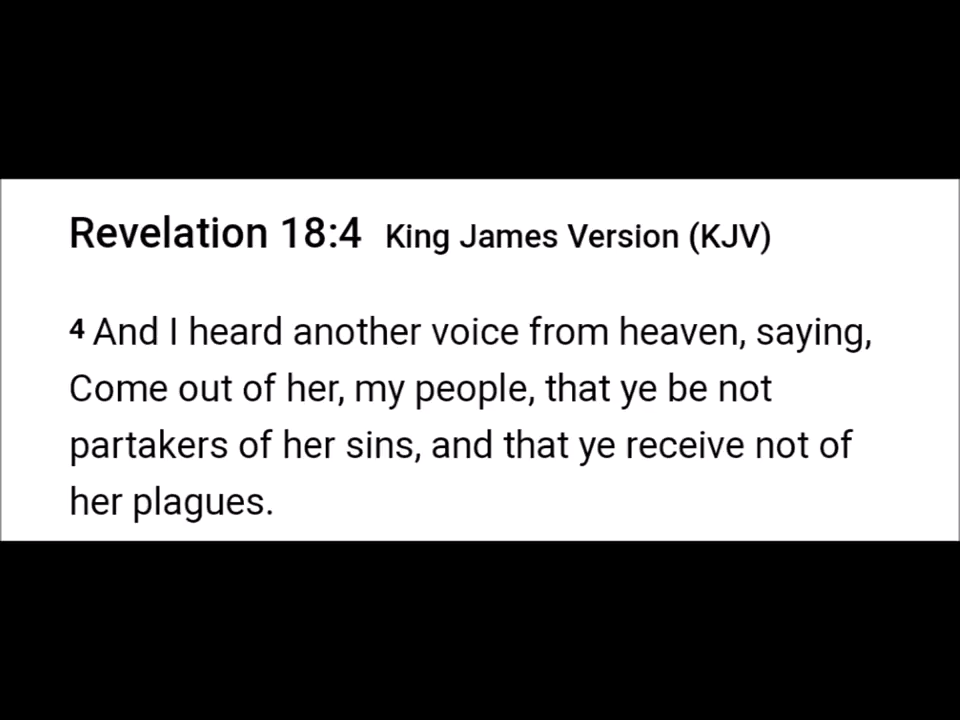 Revelation 18:4 King James Version (KJV)
4 And I heard another voice from heaven, saying,
Come out of her, my people, that ye be not
partakers of her sins, and that ye receive not of
her plagues.